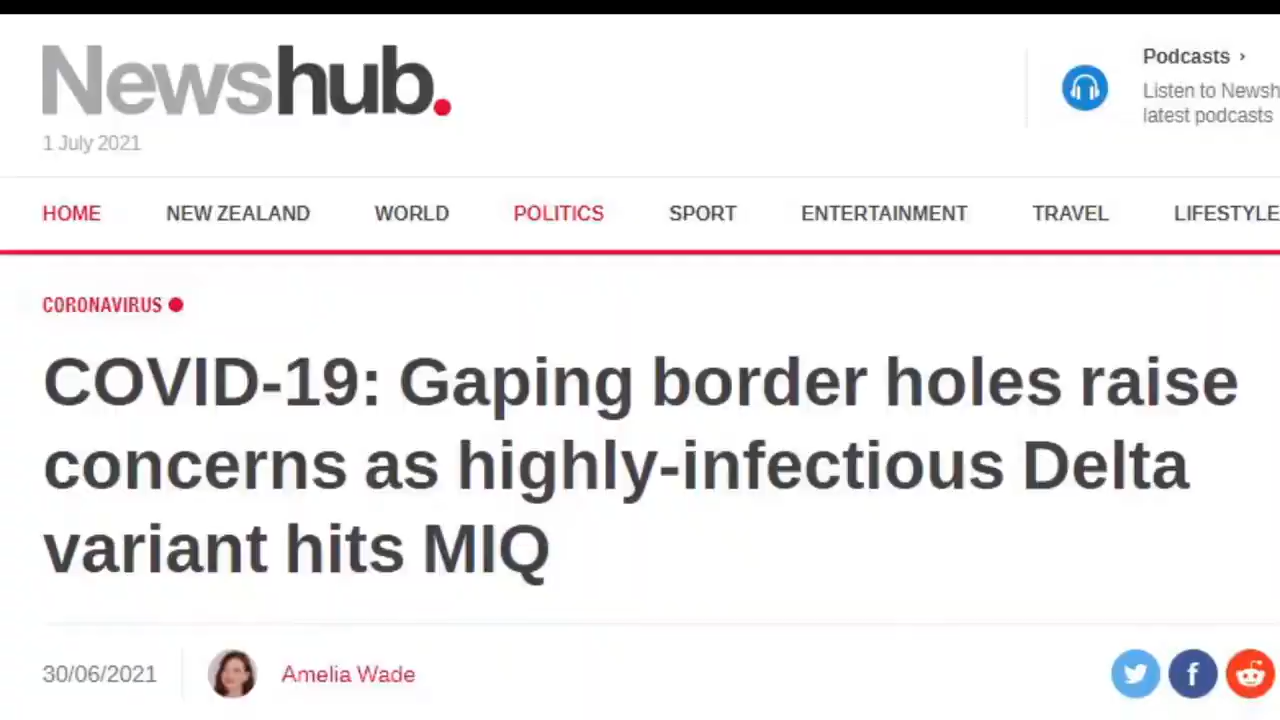 Newshub.
1 July 2021
Podcasts ›
Listen to Newsh
latest podcasts
HOME NEW ZEALAND WORLD POLITICS SPORT ENTERTAINMENT TRAVEL LIFESTYLE
CORONAVIRUS
COVID-19: Gaping border holes raise
concerns as highly-infectious Delta
variant hits MIQ
30/06/2021 Amelia Wade